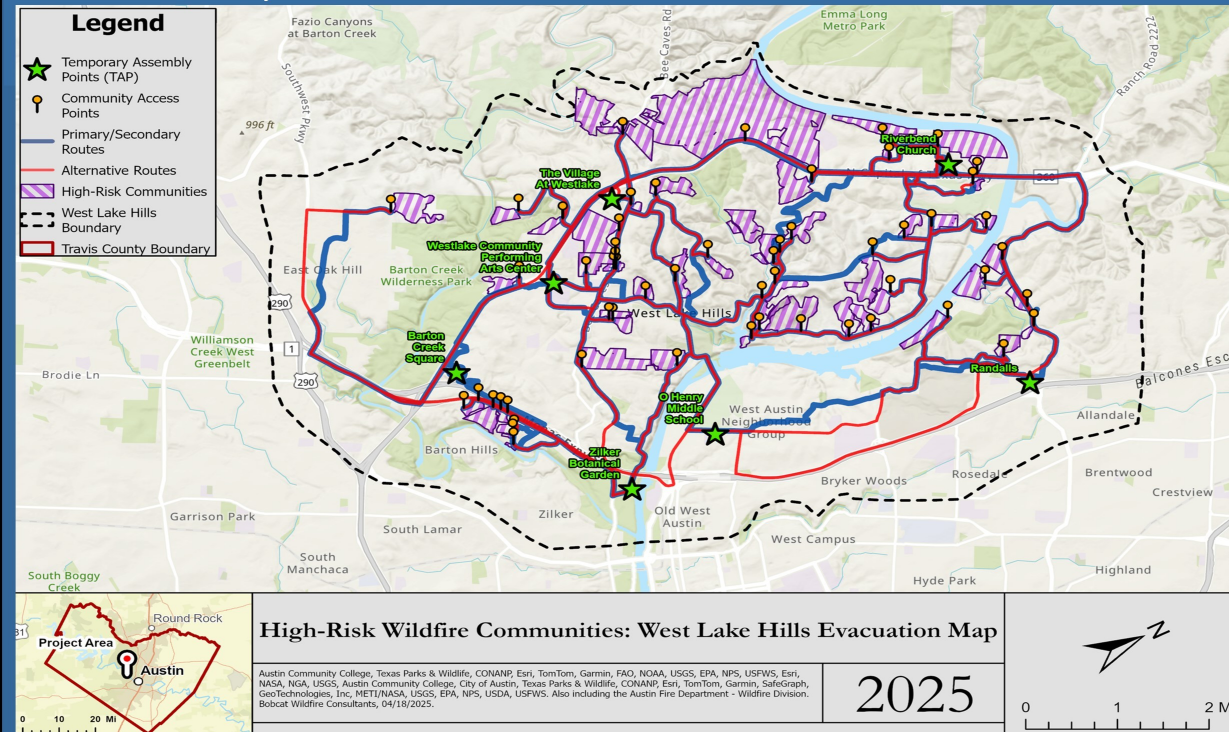 Legend
Temporary Assembly
Points (TAP)
Community Access
Points
Primary/Secondary
Routes
Alternative Routes
High-Risk Communities
West Lake Hills
Boundary
Travis County Boundary
Fazio Canyons
at Barton Creek
Southwest Pkwy
996 ft
Bee Caves Rd
Emma Long
Metro Park
Ranch Road 2222
Riverbend
Church
360
The Village
At Westlake
Westlake Community
Performing
Arts Center
East Oak Hill
Barton Creek
Wilderness Park
290
West Lake Hills
Williamson
Creek West
Greenbelt
1
Barton
Creek
Square
Brodie Ln
290
Randalls
Balcones Esc
O Henry
Middle
School
West Austin
Neighborhood
Group
Allandale
Barton Hills
Zilker
Botanical
Garden
Bryker Woods
Rosedale
Brentwood
Crestview
Garrison Park
South Lamar
Zilker
Old West
Austin
West Campus
South
Manchaca
Hyde Park
Highland
South Boggy
Creek
Round Rock
Project Area
Austin
0 10 20 Mi
High-Risk Wildfire Communities: West Lake Hills Evacuation Map
Austin Community College, Texas Parks & Wildlife, CONANP, Esri, TomTom, Garmin, FAO, NOAA, USGS, EPA, NPS, USFWS, Esri,
NASA, NGA, USGS, Austin Community College, City of Austin, Texas Parks & Wildlife, CONANP, Esri, TomTom, Garmin, SafeGraph,
GeoTechnologies, Inc, METI/NASA, USGS, EPA, NPS, USDA, USFWS. Also including the Austin Fire Department - Wildfire Division.
Bobcat Wildfire Consultants, 04/18/2025.
2025
N
0 1 2 M